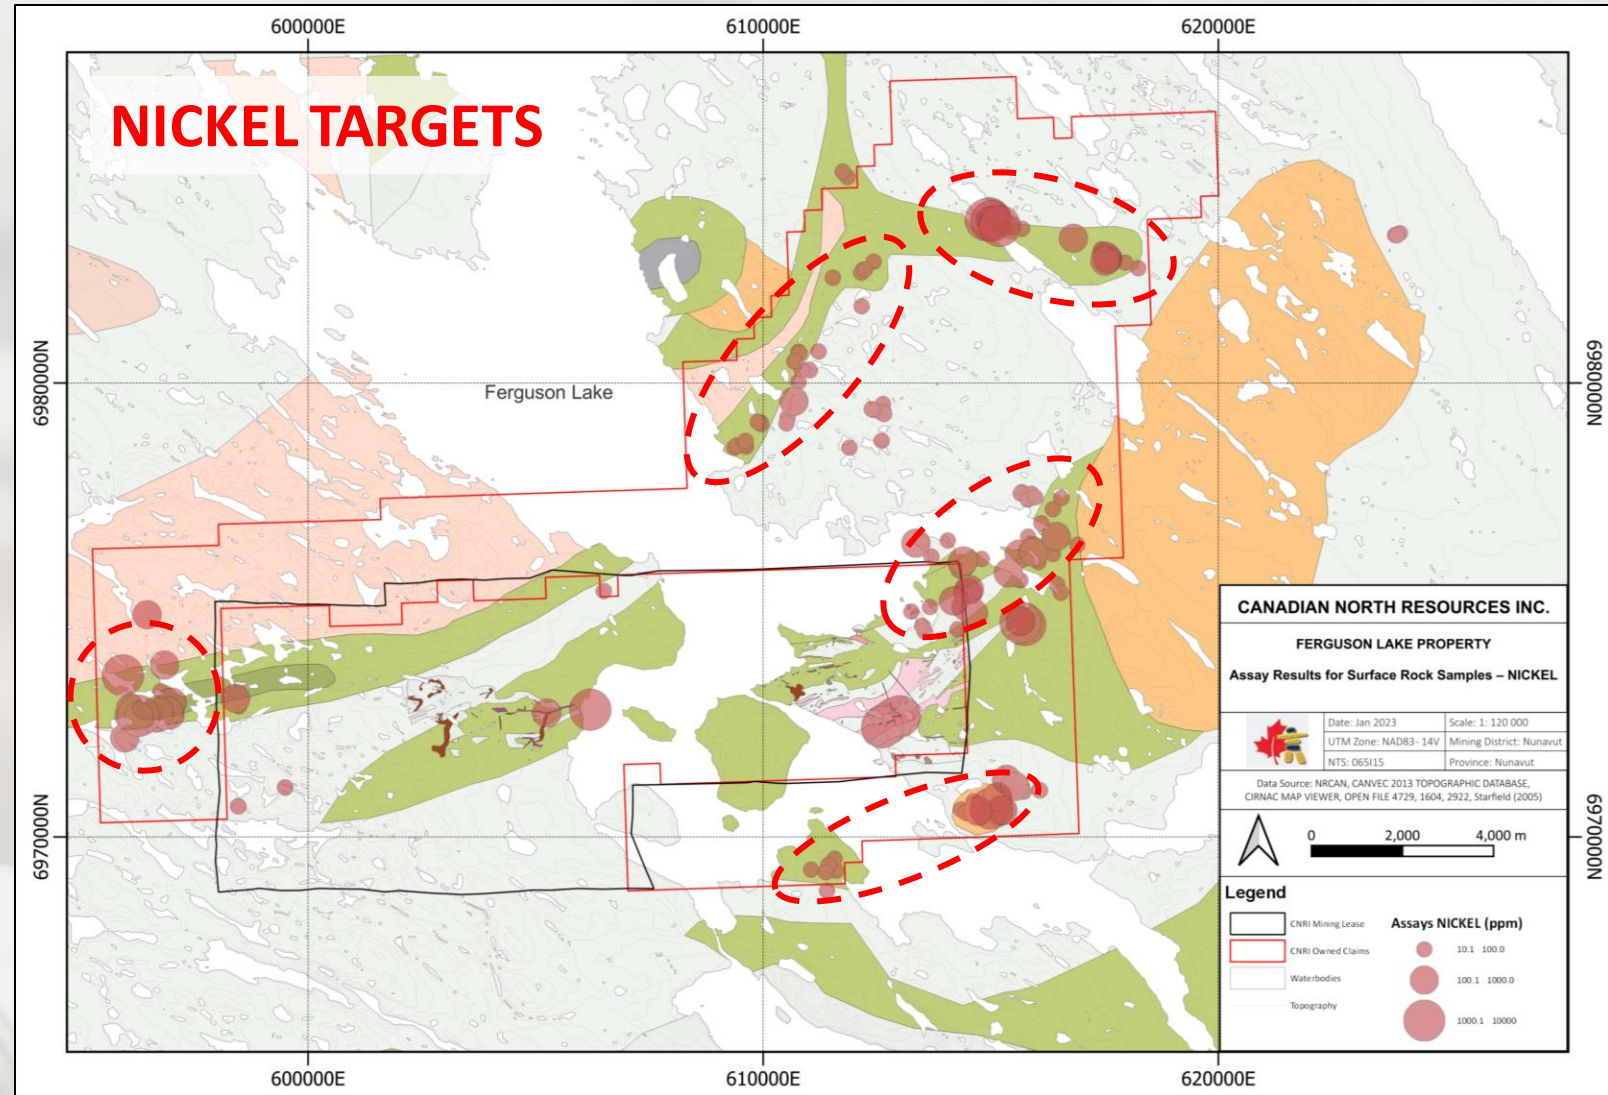 600000E
610000E
620000E
NICKEL TARGETS
6980000N
6980000N
Ferguson Lake
CANADIAN NORTH RESOURCES INC.
FERGUSON LAKE PROPERTY
Assay Results for Surface Rock Samples – NICKEL
Date: Jan 2023
Scale: 1: 120 000
UTM Zone: NAD83- 14V
Mining District: Nunavut
NTS: 065I15
Province: Nunavut
Data Source: NRCAN, CANVEC 2013 TOPOGRAPHIC DATABASE,
CIRNAC MAP VIEWER, OPEN FILE 4729, 1604, 2922, Starfield (2005)
6970000N
6970000N
0 2,000 4,000 m
Legend
CNRI Mining Lease
CNRI Owned Claims
Waterbodies
Topography
Assays NICKEL (ppm)
10.1 - 100.0
100.1 - 1000.0
1000.1 - 10000
600000E
610000E
620000E